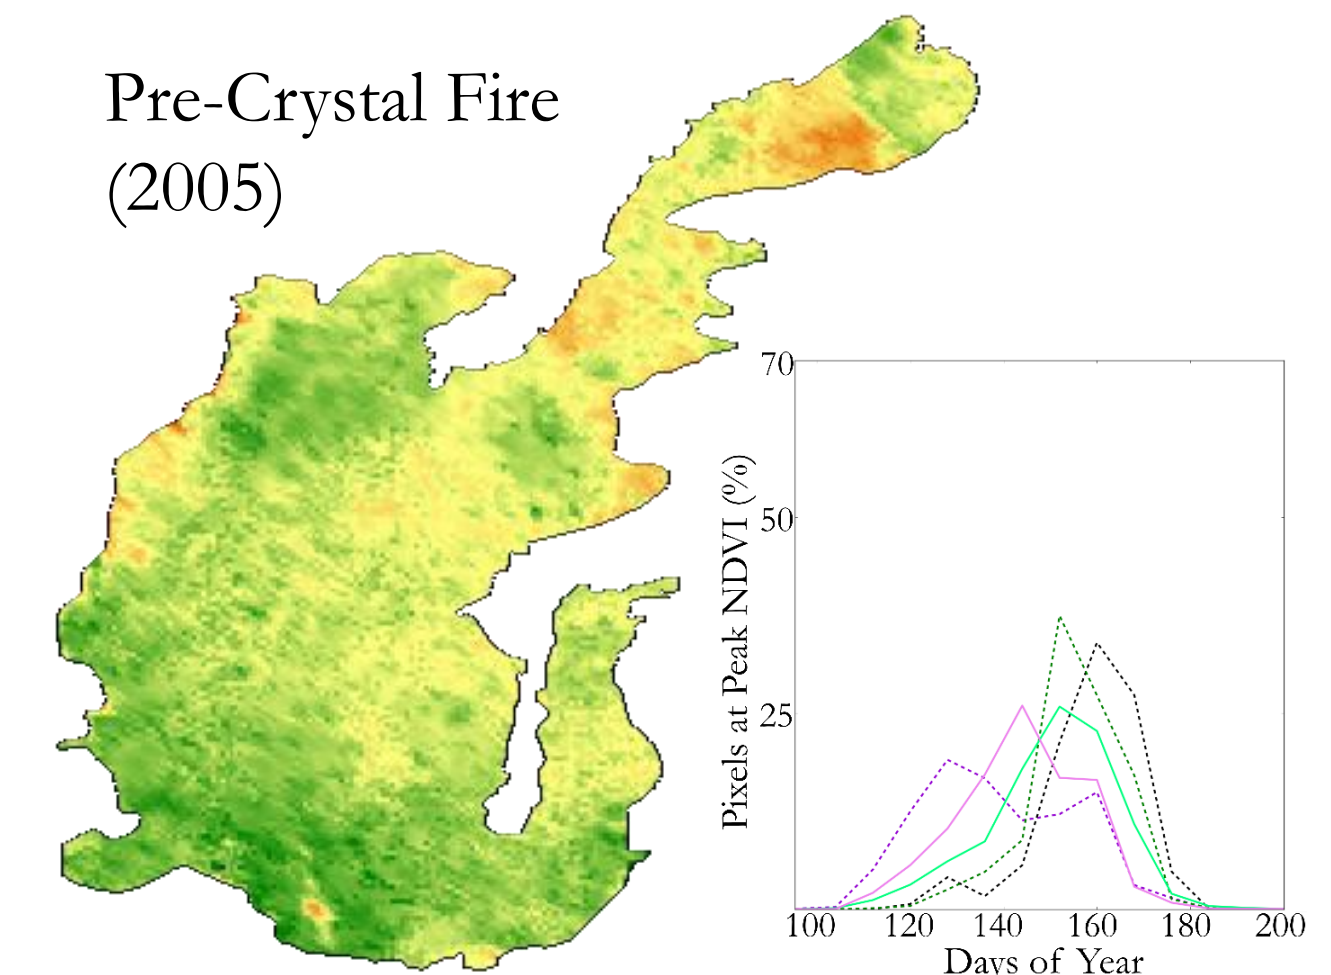 Pre-Crystal Fire
(2005)
70
50
25
Pixels at Peak NDVI (%)
100 120 140 160 180 200
Days of Year